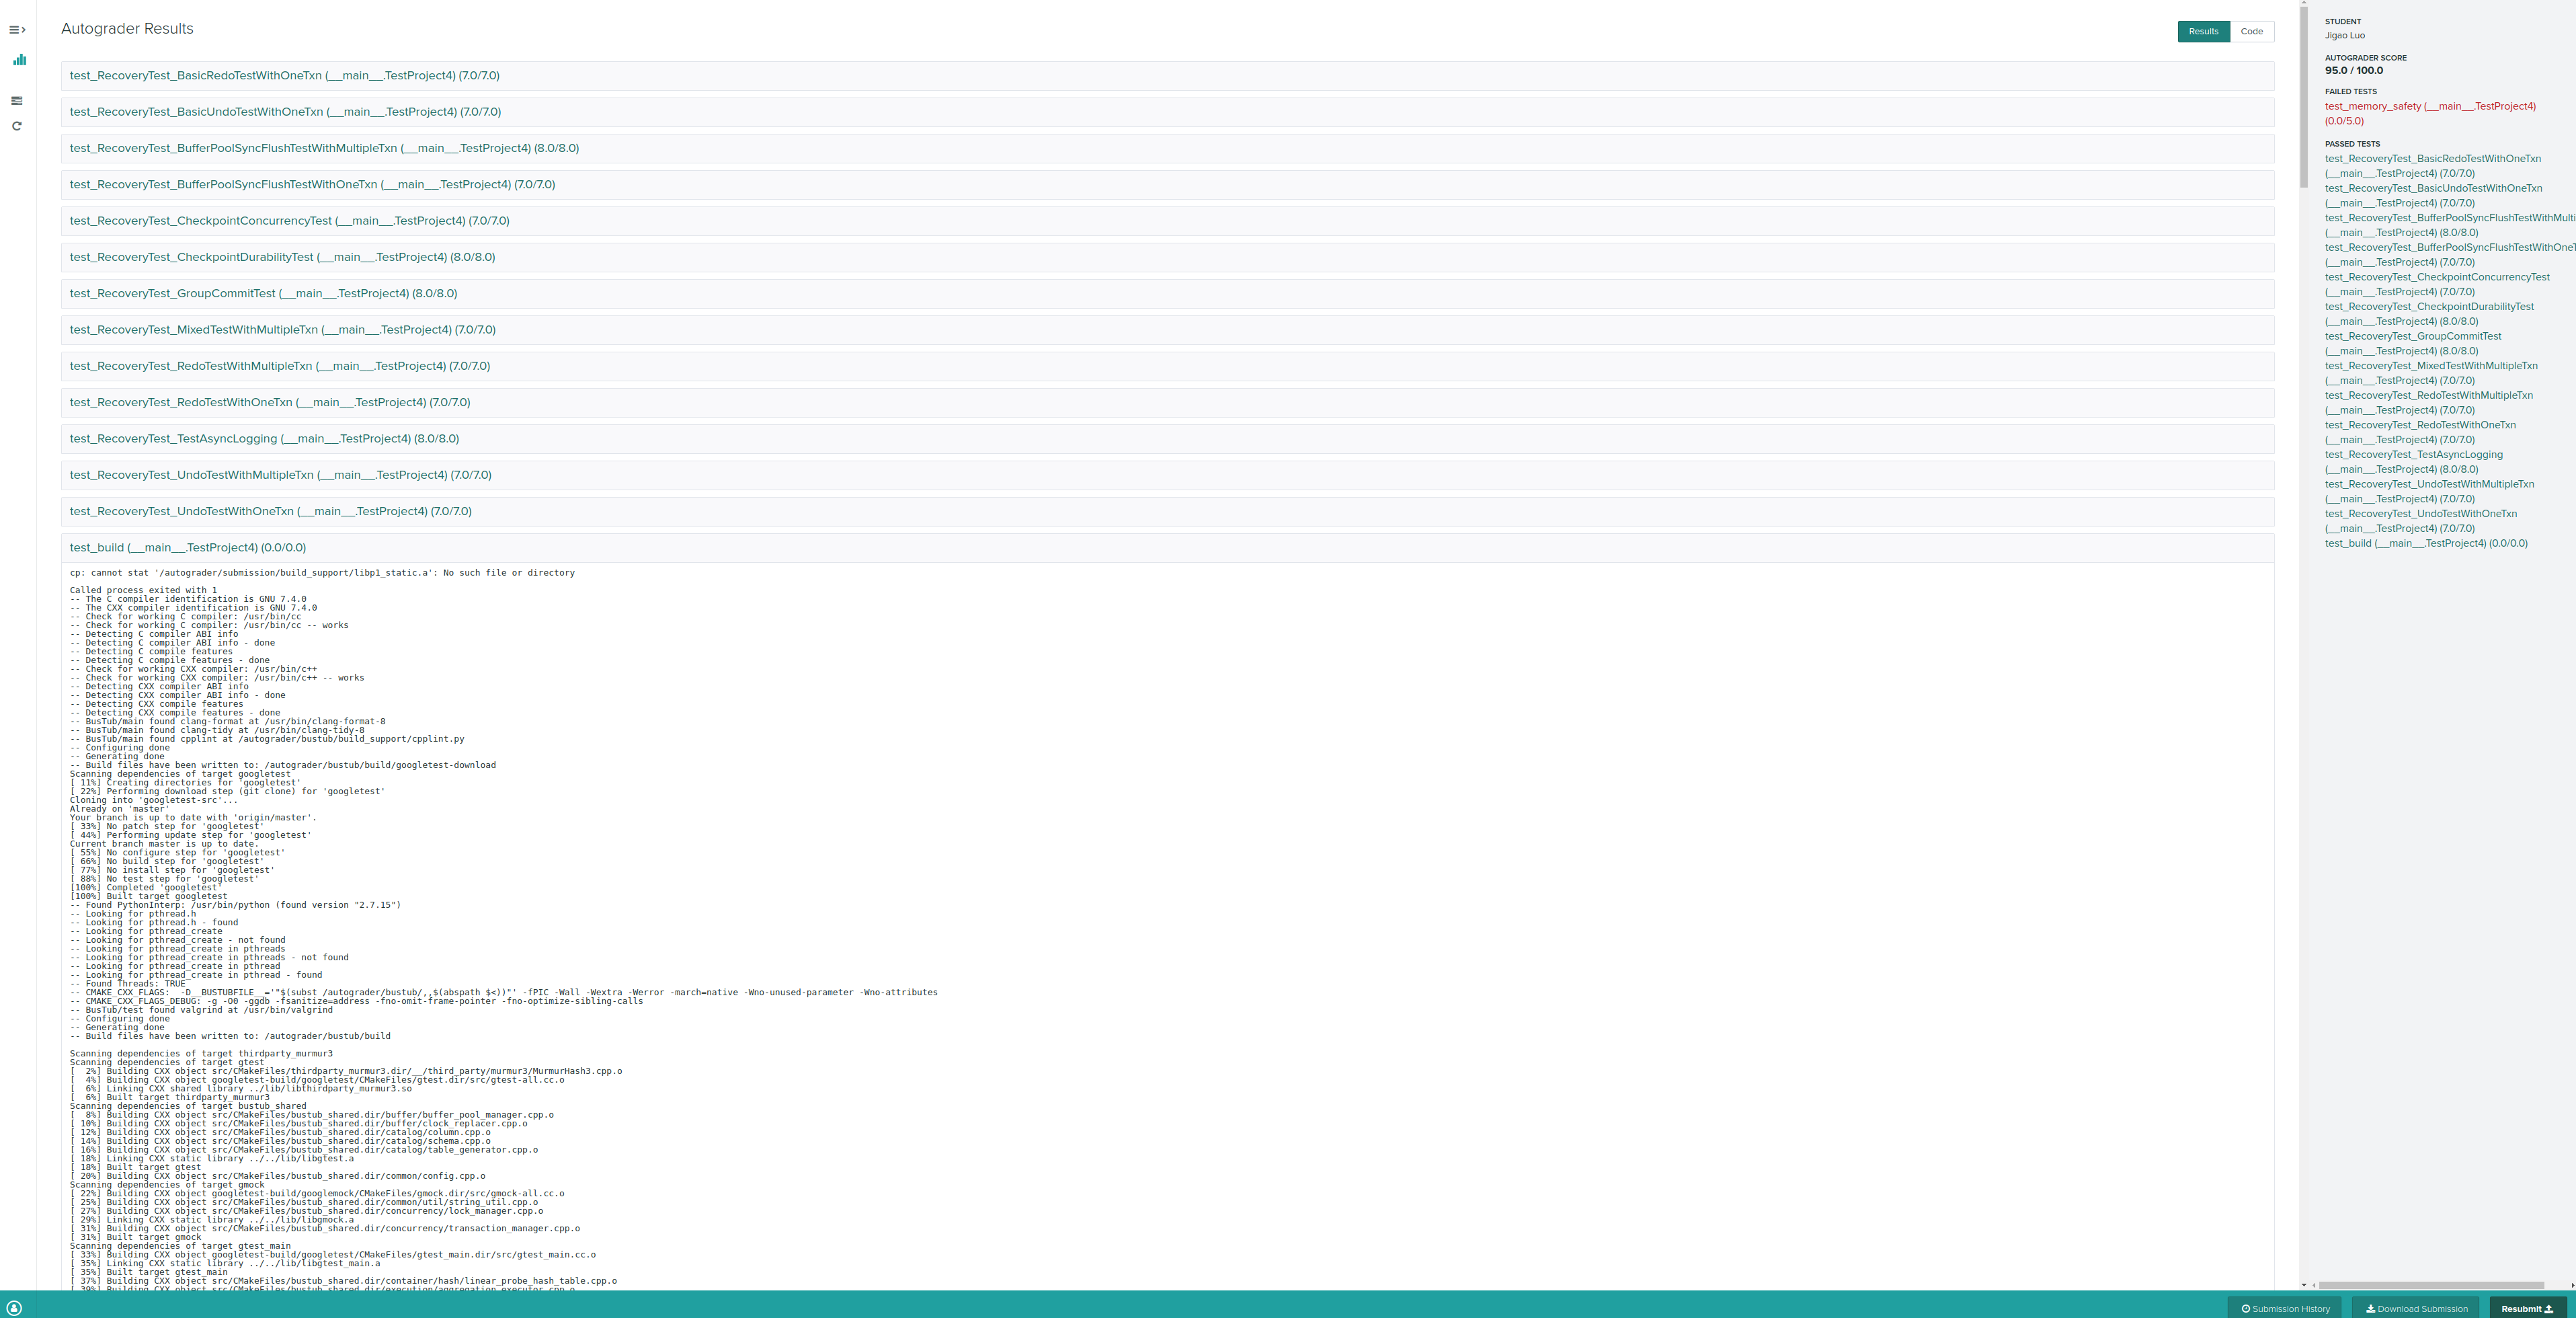 Autograder Results
Results
Code
test_RecoveryTest_BasicRedoTestWithOneTxn (__main__.TestProject4) (7.0/7.0)
test_RecoveryTest_BasicUndoTestWithOneTxn (__main__.TestProject4) (7.0/7.0)
test_RecoveryTest_BufferPoolSyncFlushTestWithMultipleTxn (__main__.TestProject4) (8.0/8.0)
test_RecoveryTest_BufferPoolSyncFlushTestWithOneTxn (__main__.TestProject4) (7.0/7.0)
test_RecoveryTest_CheckpointConcurrencyTest (__main__.TestProject4) (7.0/7.0)
test_RecoveryTest_CheckpointDurabilityTest (__main__.TestProject4) (8.0/8.0)
test_RecoveryTest_GroupCommitTest (__main__.TestProject4) (8.0/8.0)
test_RecoveryTest_MixedTestWithMultipleTxn (__main__.TestProject4) (7.0/7.0)
test_RecoveryTest_RedoTestWithMultipleTxn (__main__.TestProject4) (7.0/7.0)
test_RecoveryTest_RedoTestWithOneTxn (__main__.TestProject4) (7.0/7.0)
test_RecoveryTest_TestAsyncLogging (__main__.TestProject4) (8.0/8.0)
test_RecoveryTest_UndoTestWithMultipleTxn (__main__.TestProject4) (7.0/7.0)
test_RecoveryTest_UndoTestWithOneTxn (__main__.TestProject4) (7.0/7.0)
test_build (__main__.TestProject4) (0.0/0.0)
cp: cannot stat '/autograder/submission/build_support/libp1_static.a': No such file or directory
Called process exited with 1
-- The C compiler identification is GNU 7.4.0
-- The CXX compiler identification is GNU 7.4.0
-- Check for working C compiler: /usr/bin/cc
-- Check for working C compiler: /usr/bin/cc -- works
-- Detecting C compiler ABI info
-- Detecting C compiler ABI info - done
-- Detecting C compile features
-- Detecting C compile features - done
-- Check for working CXX compiler: /usr/bin/c++
-- Check for working CXX compiler: /usr/bin/c++ -- works
-- Detecting CXX compiler ABI info
-- Detecting CXX compiler ABI info - done
-- Detecting CXX compile features
-- Detecting CXX compile features - done
-- BusTub/main found clang-format at /usr/bin/clang-format-8
-- BusTub/main found clang-tidy at /usr/bin/clang-tidy-8
-- BusTub/main found cpplint at /autograder/bustub/build_support/cpplint.py
-- Configuring done
-- Generating done
-- Build files have been written to: /autograder/bustub/build/googletest-download
Scanning dependencies of target googletest
[ 11%] Creating directories for 'googletest'
[ 22%] Performing download step (git clone) for 'googletest'
Cloning into 'googletest-src'...
Already on 'master'
Your branch is up to date with 'origin/master'.
[ 33%] No patch step for 'googletest'
[ 44%] Performing update step for 'googletest'
Current branch master is up to date.
[ 55%] No configure step for 'googletest'
[ 66%] No build step for 'googletest'
[ 77%] No install step for 'googletest'
[ 88%] No test step for 'googletest'
[100%] Completed 'googletest'
[100%] Built target googletest
-- Found PythonInterp: /usr/bin/python (found version "2.7.15")
-- Looking for pthread.h
-- Looking for pthread.h - found
-- Looking for pthread_create
-- Looking for pthread_create - not found
-- Looking for pthread_create in pthreads
-- Looking for pthread_create in pthreads - not found
-- Looking for pthread_create in pthread
-- Looking for pthread_create in pthread - found
-- Found Threads: TRUE
-- CMAKE_CXX_FLAGS:  -D__BUSTUBFILE__='"$(subst /autograder/bustub/,,$(abspath $<))"' -fPIC -Wall -Wextra -Werror -march=native -Wno-unused-parameter -Wno-attributes
-- CMAKE_CXX_FLAGS_DEBUG: -g -O0 -ggdb -fsanitize=address -fno-omit-frame-pointer -fno-optimize-sibling-calls
-- BusTub/test found valgrind at /usr/bin/valgrind
-- Configuring done
-- Generating done
-- Build files have been written to: /autograder/bustub/build
Scanning dependencies of target thirdparty_murmur3
Scanning dependencies of target gtest
[  2%] Building CXX object src/CMakeFiles/thirdparty_murmur3.dir/__/third_party/murmur3/MurmurHash3.cpp.o
[  4%] Building CXX object googletest-build/googletest/CMakeFiles/gtest.dir/src/gtest-all.cc.o
[  6%] Linking CXX shared library ../lib/libthirdparty_murmur3.so
[  6%] Built target thirdparty_murmur3
Scanning dependencies of target bustub_shared
[  8%] Building CXX object src/CMakeFiles/bustub_shared.dir/buffer/buffer_pool_manager.cpp.o
[ 10%] Building CXX object src/CMakeFiles/bustub_shared.dir/buffer/clock_replacer.cpp.o
[ 12%] Building CXX object src/CMakeFiles/bustub_shared.dir/catalog/column.cpp.o
[ 14%] Building CXX object src/CMakeFiles/bustub_shared.dir/catalog/schema.cpp.o
[ 16%] Building CXX object src/CMakeFiles/bustub_shared.dir/catalog/table_generator.cpp.o
[ 18%] Linking CXX static library ../../lib/libgtest.a
[ 18%] Built target gtest
[ 20%] Building CXX object src/CMakeFiles/bustub_shared.dir/common/config.cpp.o
Scanning dependencies of target gmock
[ 22%] Building CXX object googletest-build/googlemock/CMakeFiles/gmock.dir/src/gmock-all.cc.o
[ 25%] Building CXX object src/CMakeFiles/bustub_shared.dir/common/util/string_util.cpp.o
[ 27%] Building CXX object src/CMakeFiles/bustub_shared.dir/concurrency/lock_manager.cpp.o
[ 29%] Linking CXX static library ../../lib/libgmock.a
[ 31%] Building CXX object src/CMakeFiles/bustub_shared.dir/concurrency/transaction_manager.cpp.o
[ 31%] Built target gmock
Scanning dependencies of target gtest_main
[ 33%] Building CXX object googletest-build/googletest/CMakeFiles/gtest_main.dir/src/gtest_main.cc.o
[ 35%] Linking CXX static library ../../lib/libgtest_main.a
[ 35%] Built target gtest_main
[ 37%] Building CXX object src/CMakeFiles/bustub_shared.dir/container/hash/linear_probe_hash_table.cpp.o
[ 39%] Building CXX object src/CMakeFiles/bustub_shared.dir/execution/aggregation_executor.cpp.o
STUDENT
Jigao Luo
AUTOGRADER SCORE
95.0 / 100.0
FAILED TESTS
test_memory_safety (__main__.TestProject4)
(0.0/5.0)
PASSED TESTS
test_RecoveryTest_BasicRedoTestWithOneTxn
(__main__.TestProject4) (7.0/7.0)
test_RecoveryTest_BasicUndoTestWithOneTxn
(__main__.TestProject4) (7.0/7.0)
test_RecoveryTest_BufferPoolSyncFlushTestWithMulti
(__main__.TestProject4) (8.0/8.0)
test_RecoveryTest_BufferPoolSyncFlushTestWithOneT
(__main__.TestProject4) (7.0/7.0)
test_RecoveryTest_CheckpointConcurrencyTest
(__main__.TestProject4) (7.0/7.0)
test_RecoveryTest_CheckpointDurabilityTest
(__main__.TestProject4) (8.0/8.0)
test_RecoveryTest_GroupCommitTest
(__main__.TestProject4) (8.0/8.0)
test_RecoveryTest_MixedTestWithMultipleTxn
(__main__.TestProject4) (7.0/7.0)
test_RecoveryTest_RedoTestWithMultipleTxn
(__main__.TestProject4) (7.0/7.0)
test_RecoveryTest_RedoTestWithOneTxn
(__main__.TestProject4) (7.0/7.0)
test_RecoveryTest_TestAsyncLogging
(__main__.TestProject4) (8.0/8.0)
test_RecoveryTest_UndoTestWithMultipleTxn
(__main__.TestProject4) (7.0/7.0)
test_RecoveryTest_UndoTestWithOneTxn
(__main__.TestProject4) (7.0/7.0)
test_build (__main__.TestProject4) (0.0/0.0)
Submission History
Download Submission
Resubmit